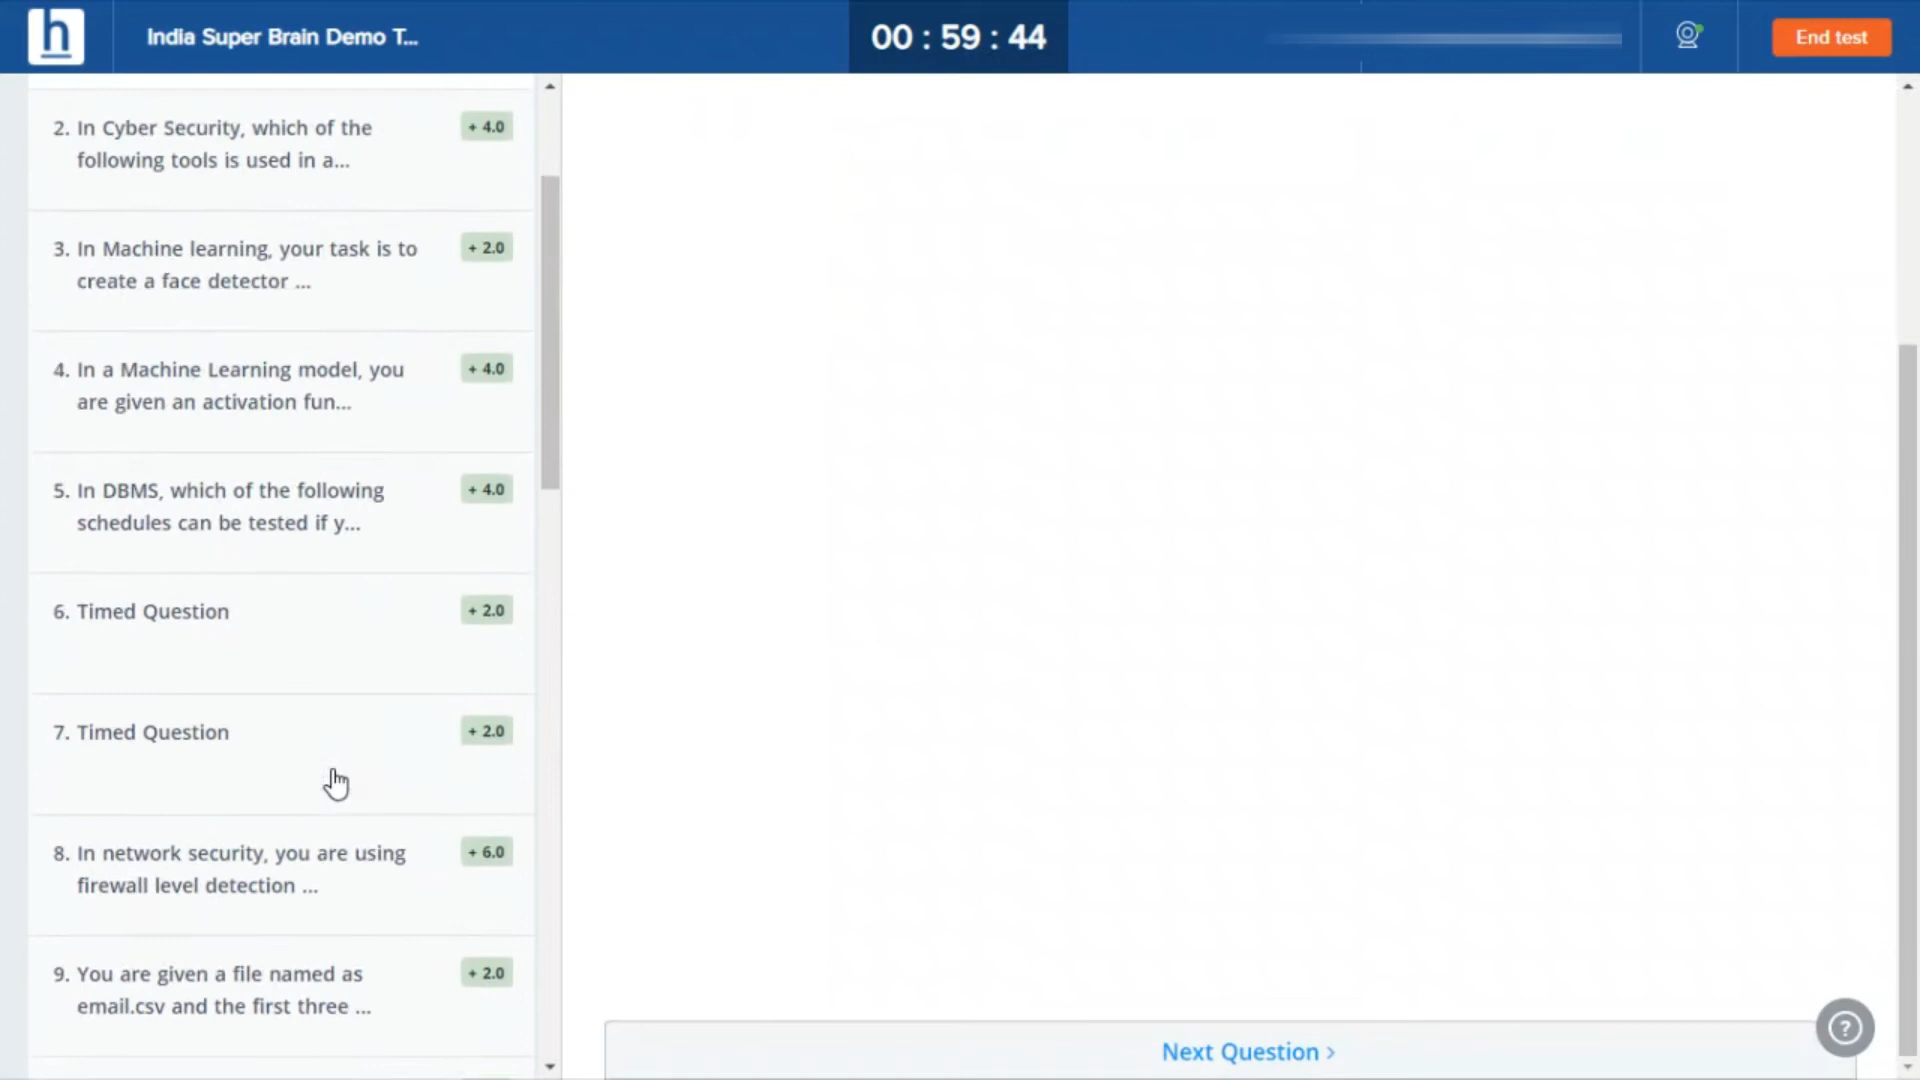 h
India Super Brain Demo T...
00 : 59 : 44
End test
2. In Cyber Security, which of the
following tools is used in a...
+ 4.0
3. In Machine learning, your task is to
create a face detector ...
+ 2.0
4. In a Machine Learning model, you
are given an activation fun...
+ 4.0
5. In DBMS, which of the following
schedules can be tested if y...
+ 4.0
6. Timed Question
+ 2.0
7. Timed Question
+ 2.0
8. In network security, you are using
firewall level detection ...
+ 6.0
9. You are given a file named as
email.csv and the first three ...
+ 2.0
Next Question >
?